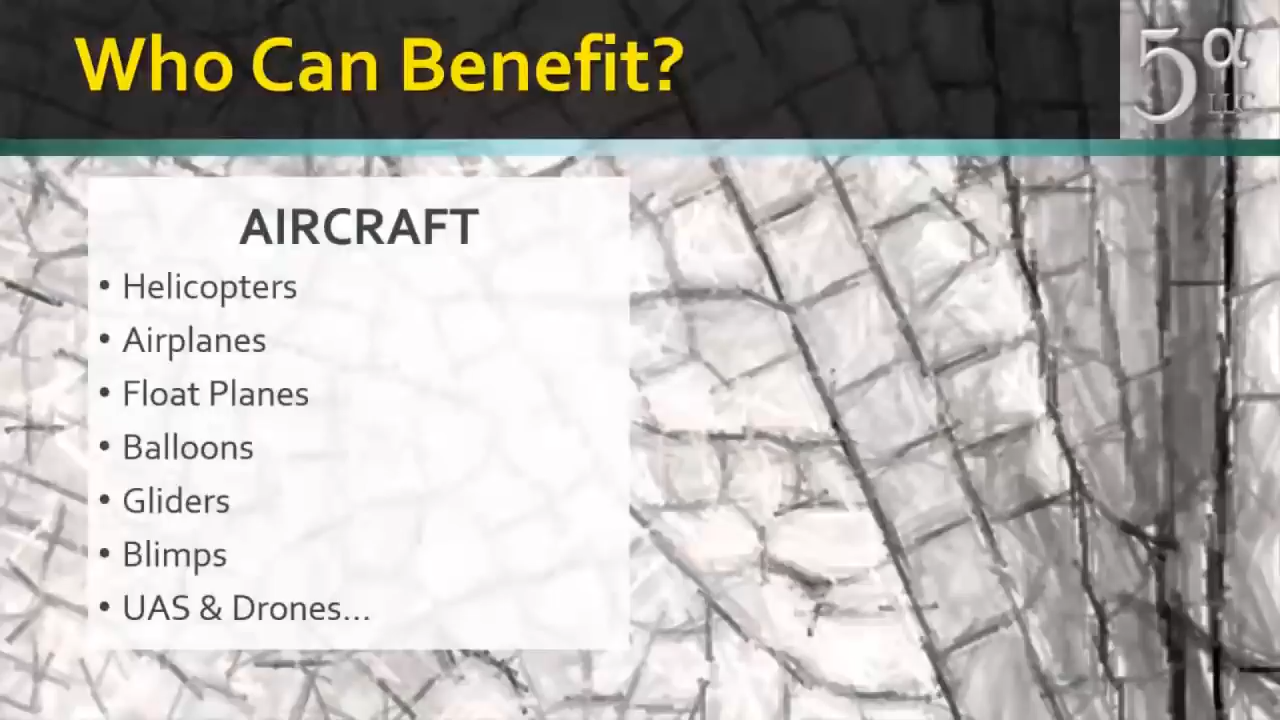 Who Can Benefit?
5α
LLC
AIRCRAFT
• Helicopters
• Airplanes
• Float Planes
• Balloons
• Gliders
• Blimps
• UAS & Drones...